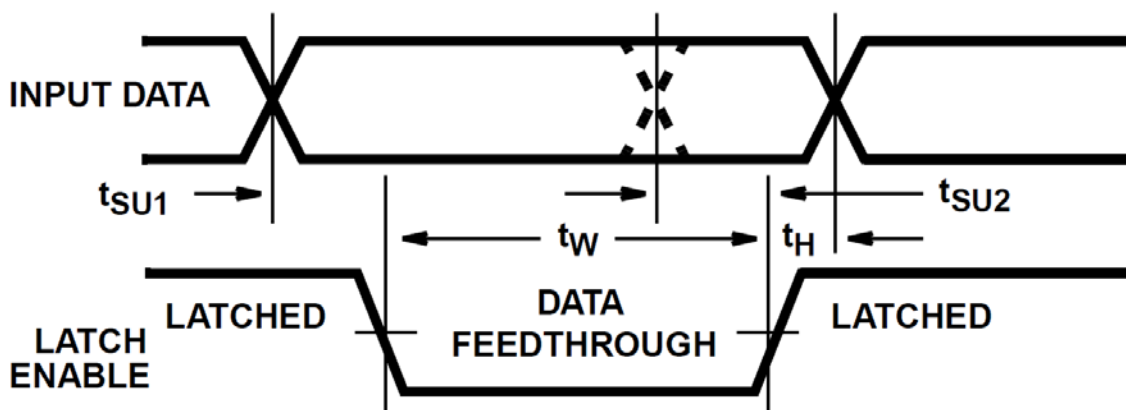 INPUT DATA
tSU1
tSU2
tW
tH
LATCHED
DATA
FEEDTHROUGH
LATCHED
LATCH
ENABLE